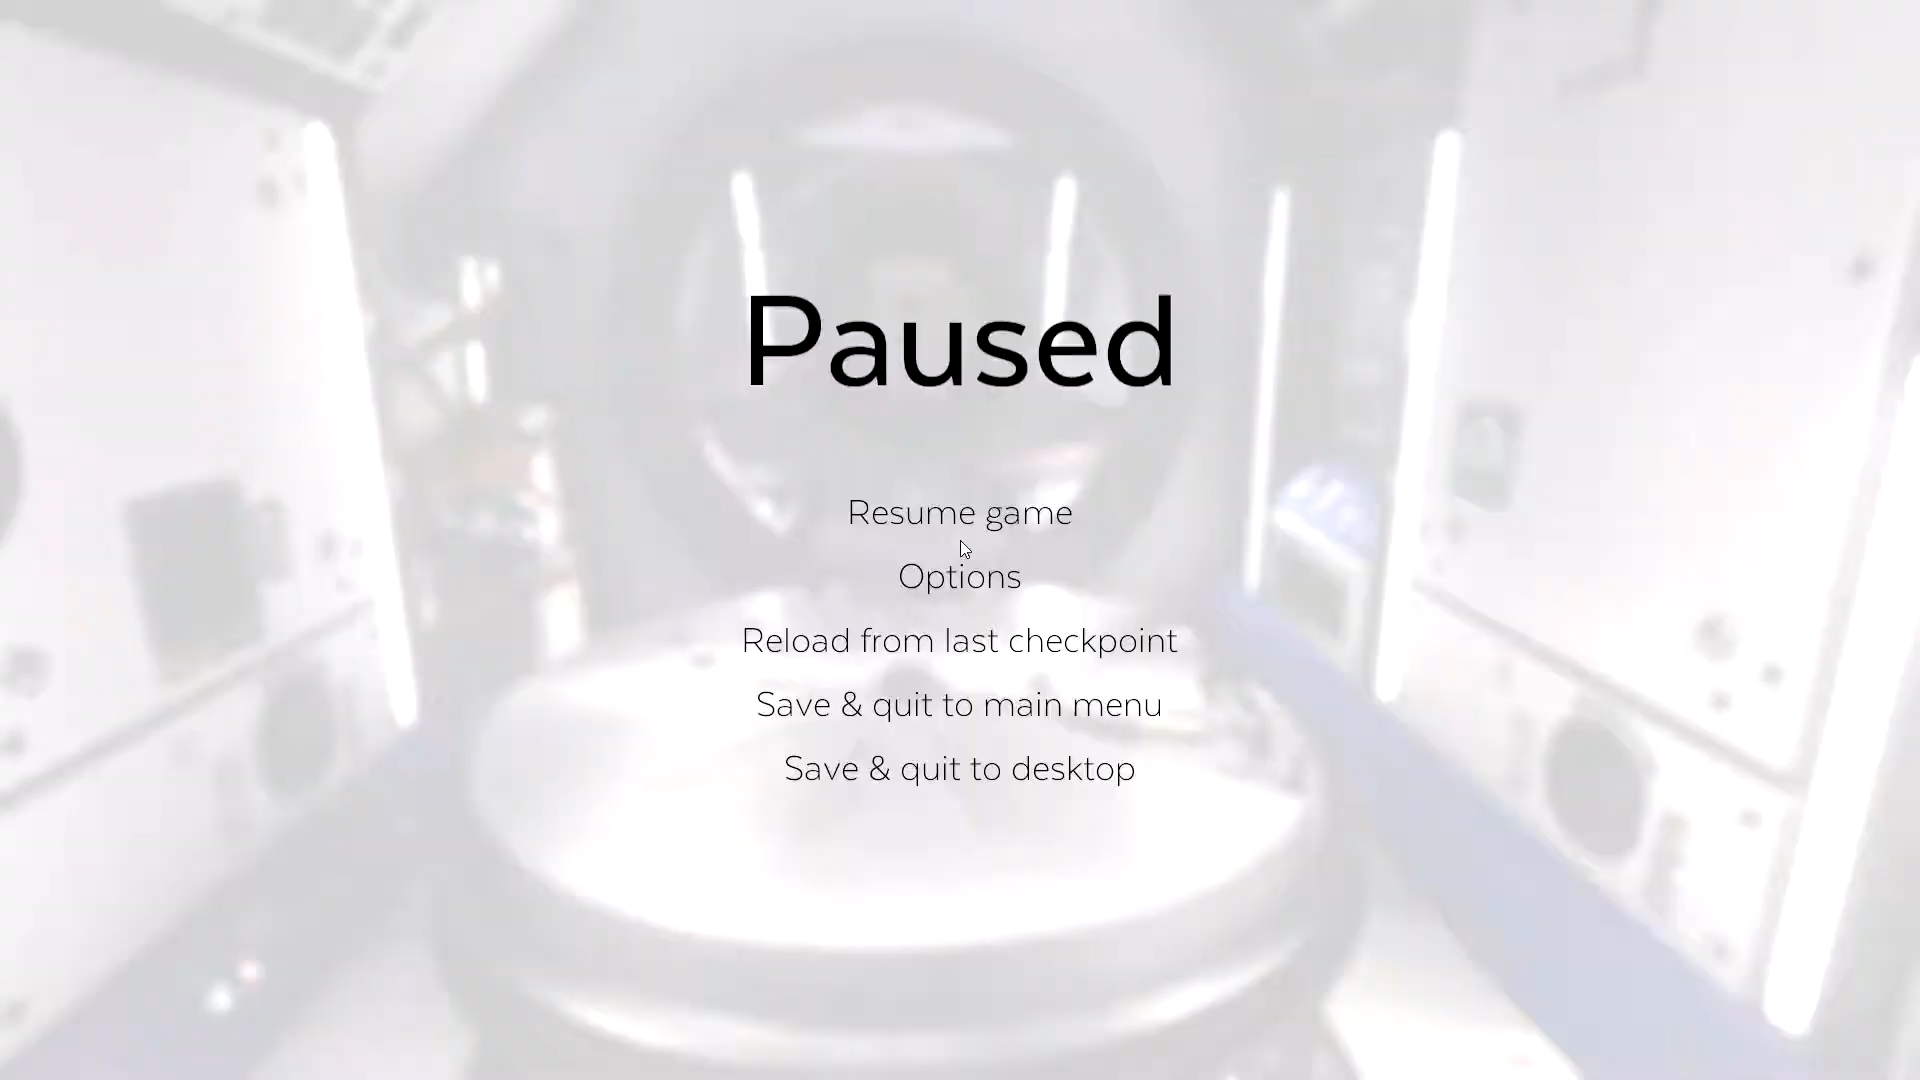 Paused
Resume game
Options
Reload from last checkpoint
Save & quit to main menu
Save & quit to desktop